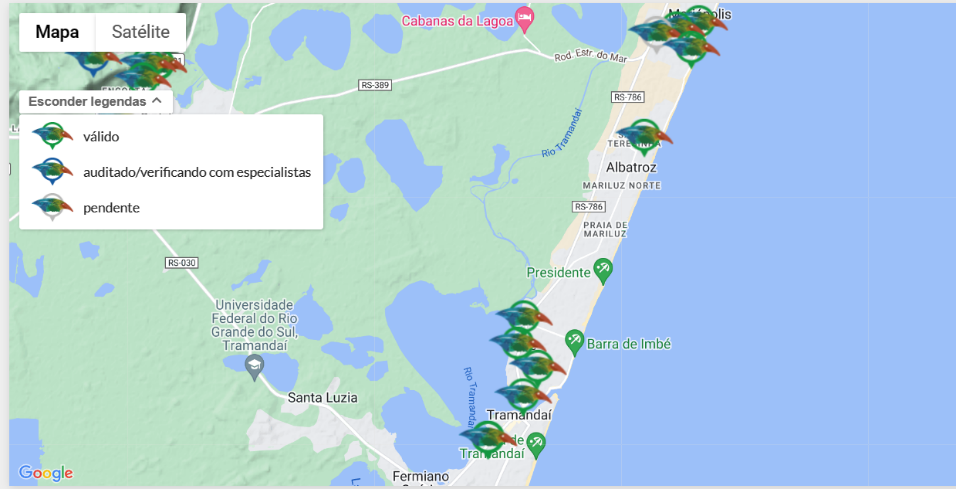 Mapa
Satélite
Esconder legendas
válido
auditado/verificando com especialistas
pendente
Cabanas da Lagoa
Rod. Estr. do Mar
RS-389
RS-786
Rio Tramandaí
Albatroz
MARILUZ NORTE
RS-786
PRAIA DE
MARILUZ
RS-030
Presidente
Universidade
Federal do Rio
Grande do Sul,
Tramandaí
Barra de Imbé
Rio Tramandaí
Santa Luzia
Tramandaí
de
Tramandaí
Fermiano
Google